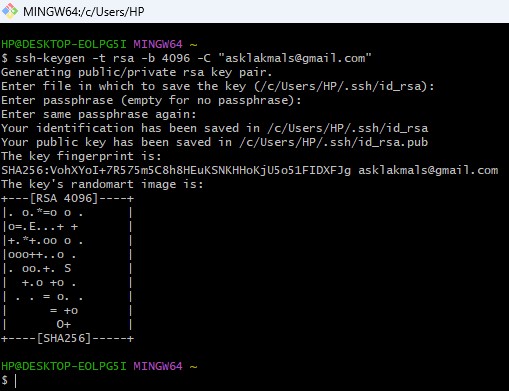 MINGW64:/c/Users/HP
HP@DESKTOP-EOLPG5I MINGW64 ~
$ ssh-keygen -t rsa -b 4096 -C "asklakmals@gmail.com"
Generating public/private rsa key pair.
Enter file in which to save the key (/c/Users/HP/.ssh/id_rsa):
Enter passphrase (empty for no passphrase):
Enter same passphrase again:
Your identification has been saved in /c/Users/HP/.ssh/id_rsa
Your public key has been saved in /c/Users/HP/.ssh/id_rsa.pub
The key fingerprint is:
SHA256:VohXYoI+7R575m5C8h8HEuKSNKHHoKjU5o51FIDXFJg asklakmals@gmail.com
The key's randomart image is:
+---[RSA 4096]----+
|. o.*=o o .      |
|o=.E...+ +       |
|+.*+.oo o .      |
|ooo++..o .       |
|. oo.+. S        |
|  +.o +o .       |
| . . = o. .      |
|      = +o       |
|       O+        |
+----[SHA256]-----+
HP@DESKTOP-EOLPG5I MINGW64 ~
$